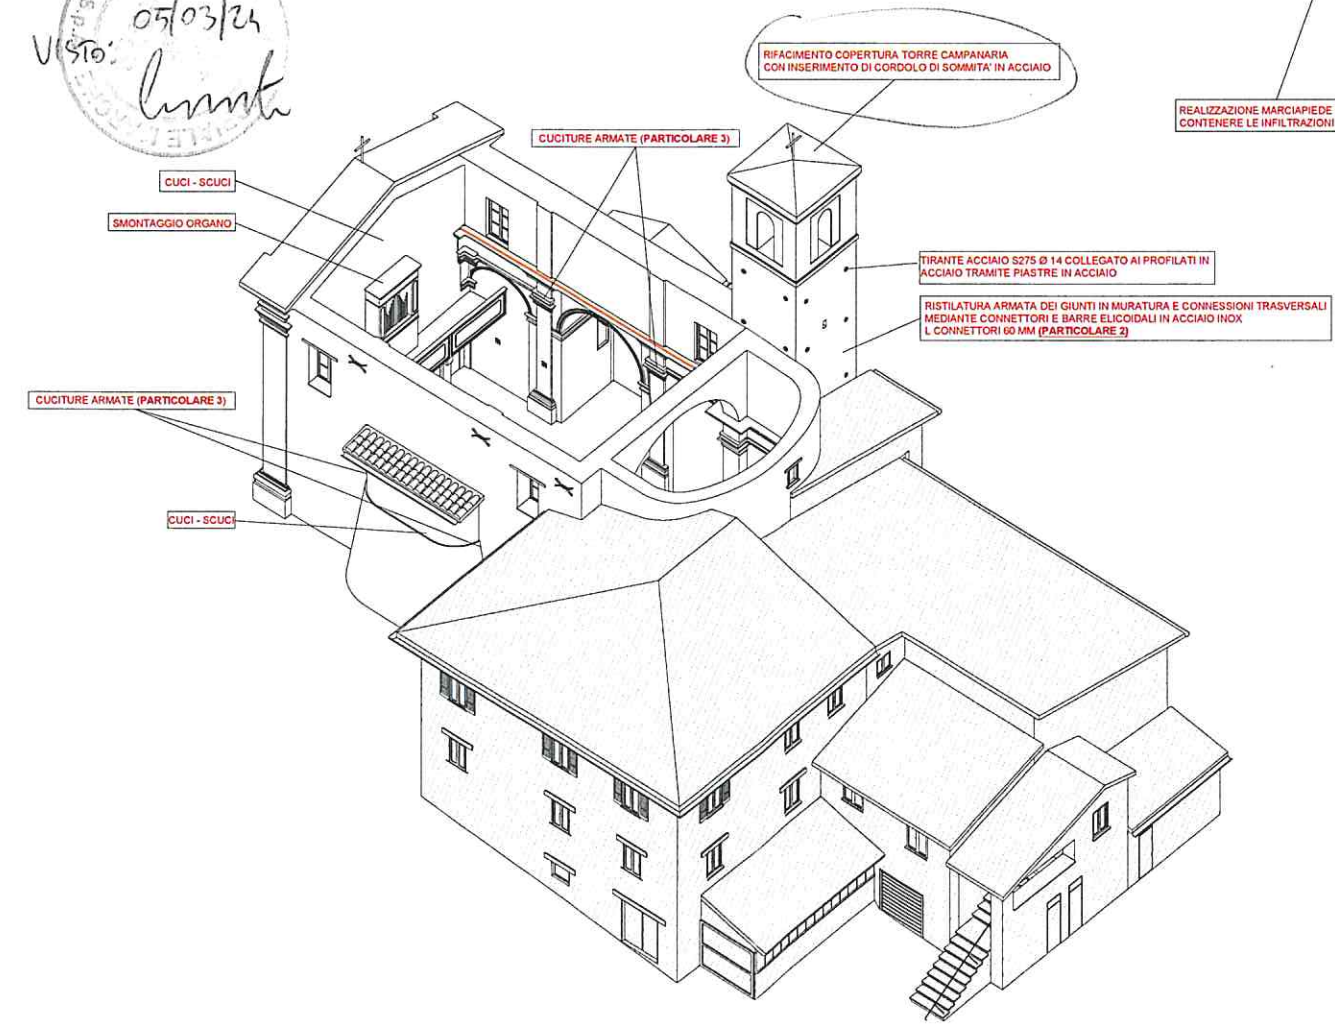 05/03/24
VISTO:
RIFACIMENTO COPERTURA TORRE CAMPANARIA
CON INSERIMENTO DI CORDOLO DI SOMMITA' IN ACCIAIO
REALIZZAZIONE MARCIAPIEDE
CONTENERE LE INFILTRAZIONI
CUCITURE ARMATE (PARTICOLARE 3)
CUCI - SCUCI
SMONTAGGIO ORGANO
TIRANTE ACCIAIO S275 Ø 14 COLLEGATO AI PROFILATI IN
ACCIAIO TRAMITE PIASTRE IN ACCIAIO
RISTILATURA ARMATA DEI GIUNTI IN MURATURA E CONNESSIONI TRASVERSALI
MEDIANTE CONNETTORI E BARRE ELICOIDALI IN ACCIAIO INOX
L CONNETTORI 60 MM (PARTICOLARE 2)
CUCITURE ARMATE (PARTICOLARE 3)
CUCI - SCUCI